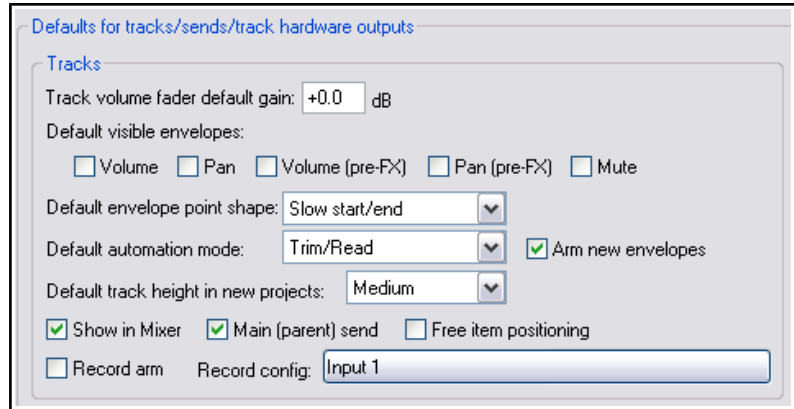 Defaults for tracks/sends/track hardware outputs
Tracks
Track volume fader default gain: +0.0 dB
Default visible envelopes:
Volume Pan Volume (pre-FX) Pan (pre-FX) Mute
Default envelope point shape: Slow start/end
Default automation mode: Trim/Read Arm new envelopes
Default track height in new projects: Medium
Show in Mixer Main (parent) send Free item positioning
Record arm Record config: Input 1